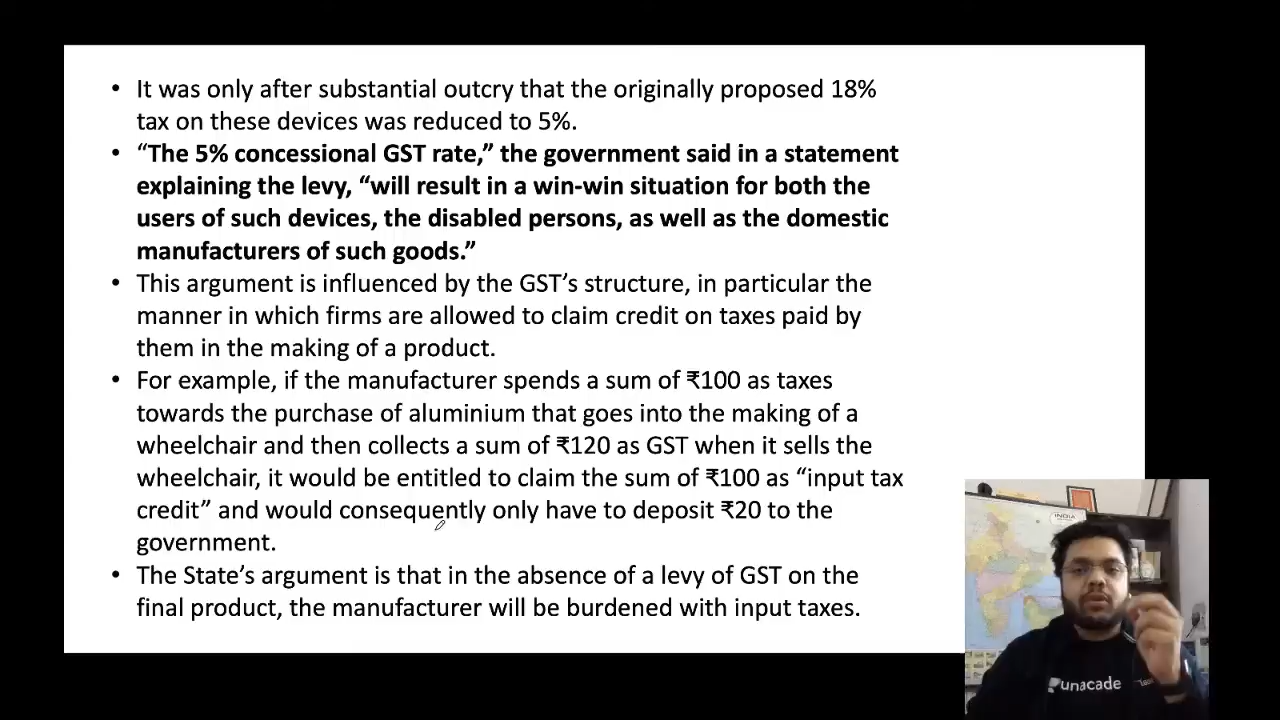 • It was only after substantial outcry that the originally proposed 18%
tax on these devices was reduced to 5%.
• “The 5% concessional GST rate,” the government said in a statement
explaining the levy, “will result in a win-win situation for both the
users of such devices, the disabled persons, as well as the domestic
manufacturers of such goods.”
• This argument is influenced by the GST’s structure, in particular the
manner in which firms are allowed to claim credit on taxes paid by
them in the making of a product.
• For example, if the manufacturer spends a sum of ₹100 as taxes
towards the purchase of aluminium that goes into the making of a
wheelchair and then collects a sum of ₹120 as GST when it sells the
wheelchair, it would be entitled to claim the sum of ₹100 as “input tax
credit” and would consequently only have to deposit ₹20 to the
government.
• The State’s argument is that in the absence of a levy of GST on the
final product, the manufacturer will be burdened with input taxes.
INDIA
unacade